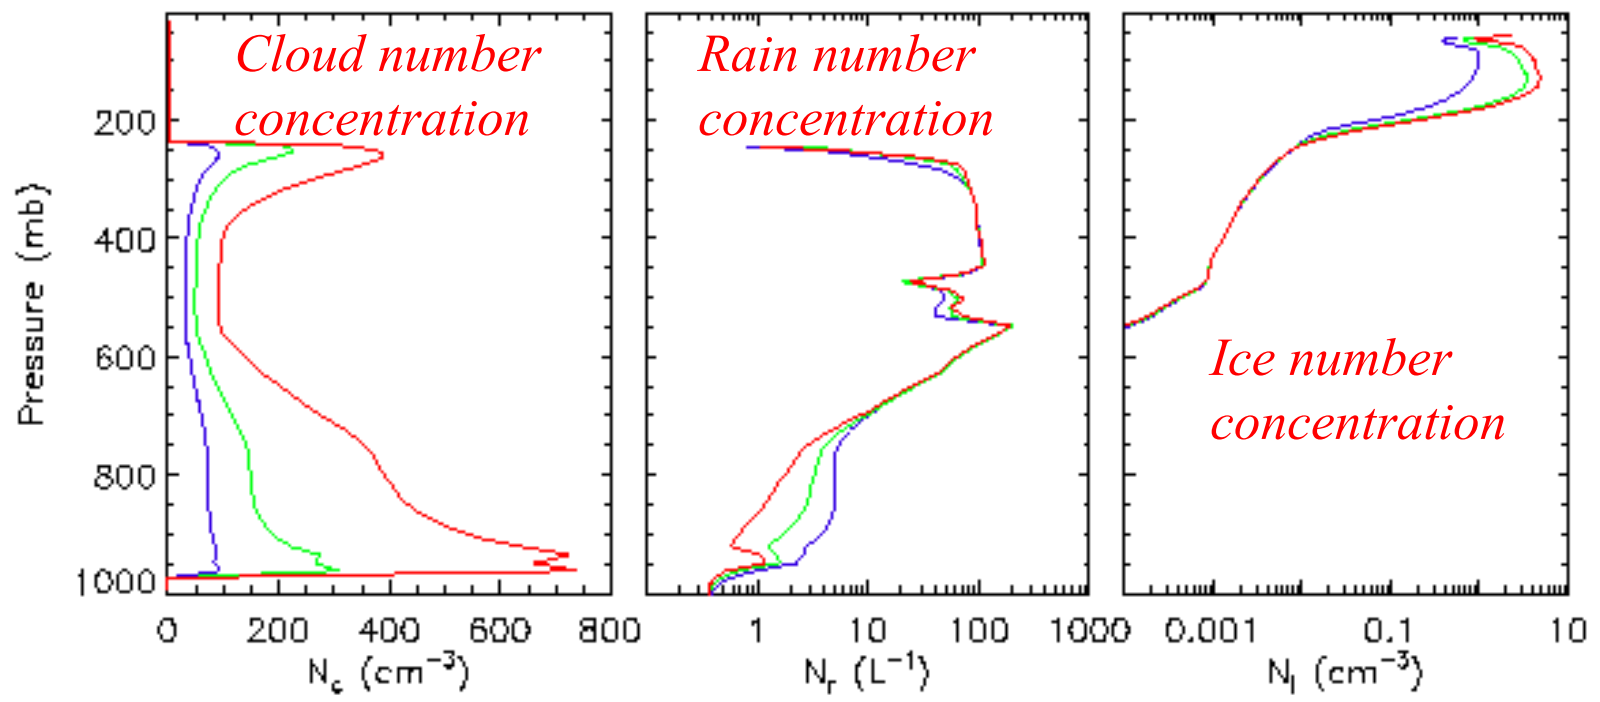 Cloud number
concentration
Rain number
concentration
Ice number
concentration
Pressure (mb)
200
400
600
800
1000
0 200 400 600 800
1 10 100 1000
0.001 0.1 10
N_c (cm⁻³)
N_r (L⁻¹)
N_I (cm⁻³)